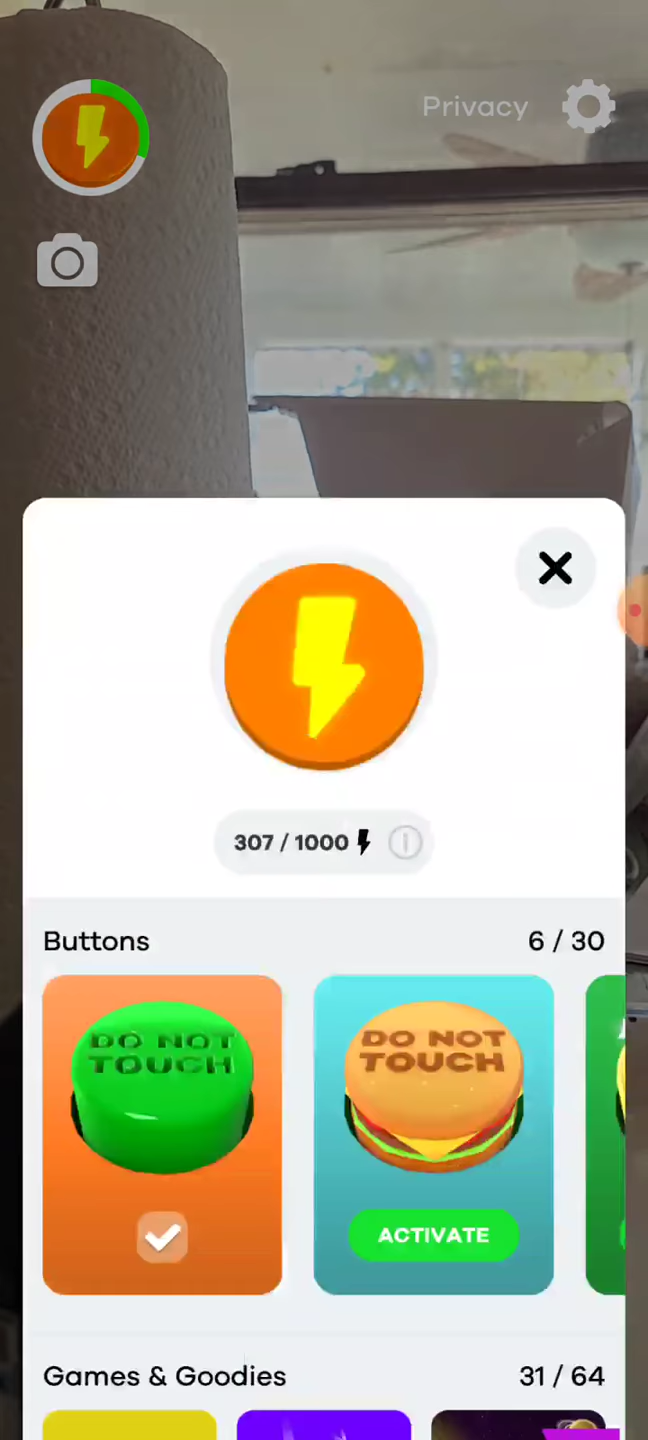 Privacy
307 / 1000
Buttons
6 / 30
DO NOT
TOUCH
DO NOT
TOUCH
ACTIVATE
Games & Goodies
31 / 64